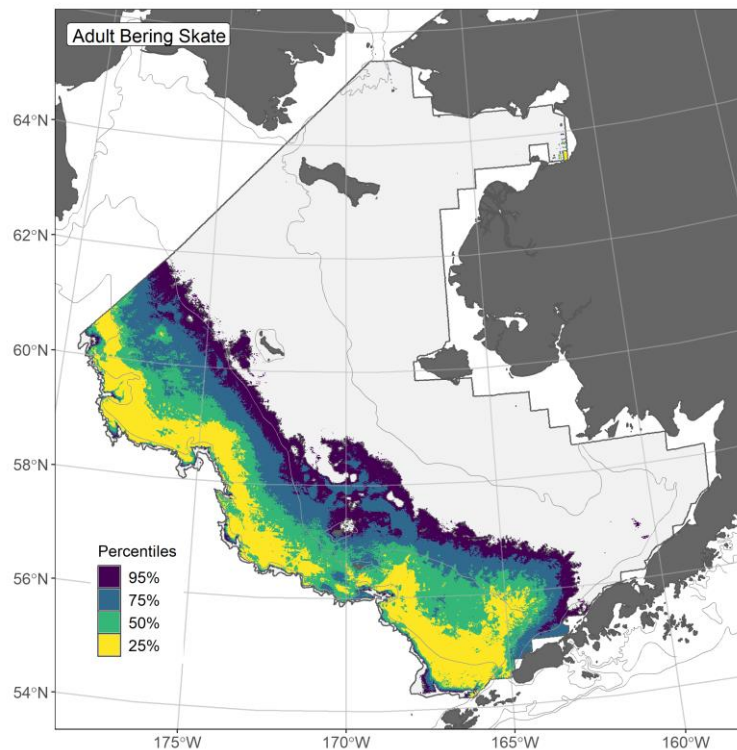 Adult Bering Skate
64°N
62°N
60°N
58°N
56°N
54°N
Percentiles
95%
75%
50%
25%
175°W
170°W
165°W
160°W